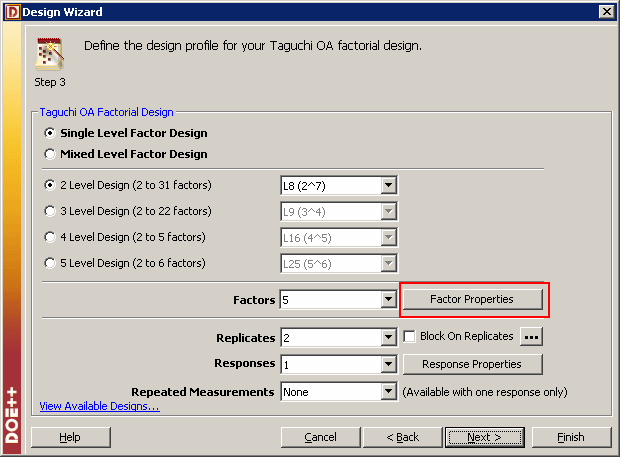 Design Wizard
Define the design profile for your Taguchi OA factorial design.
Step 3
Taguchi OA Factorial Design
Single Level Factor Design
Mixed Level Factor Design
2 Level Design (2 to 31 factors) L8 (2^7)
3 Level Design (2 to 22 factors) L9 (3^4)
4 Level Design (2 to 5 factors) L16 (4^5)
5 Level Design (2 to 6 factors) L25 (5^6)
Factors 5 Factor Properties
Replicates 2 Block On Replicates ...
Responses 1 Response Properties
Repeated Measurements None (Available with one response only)
View Available Designs...
DOE++
Help Cancel < Back Next > Finish